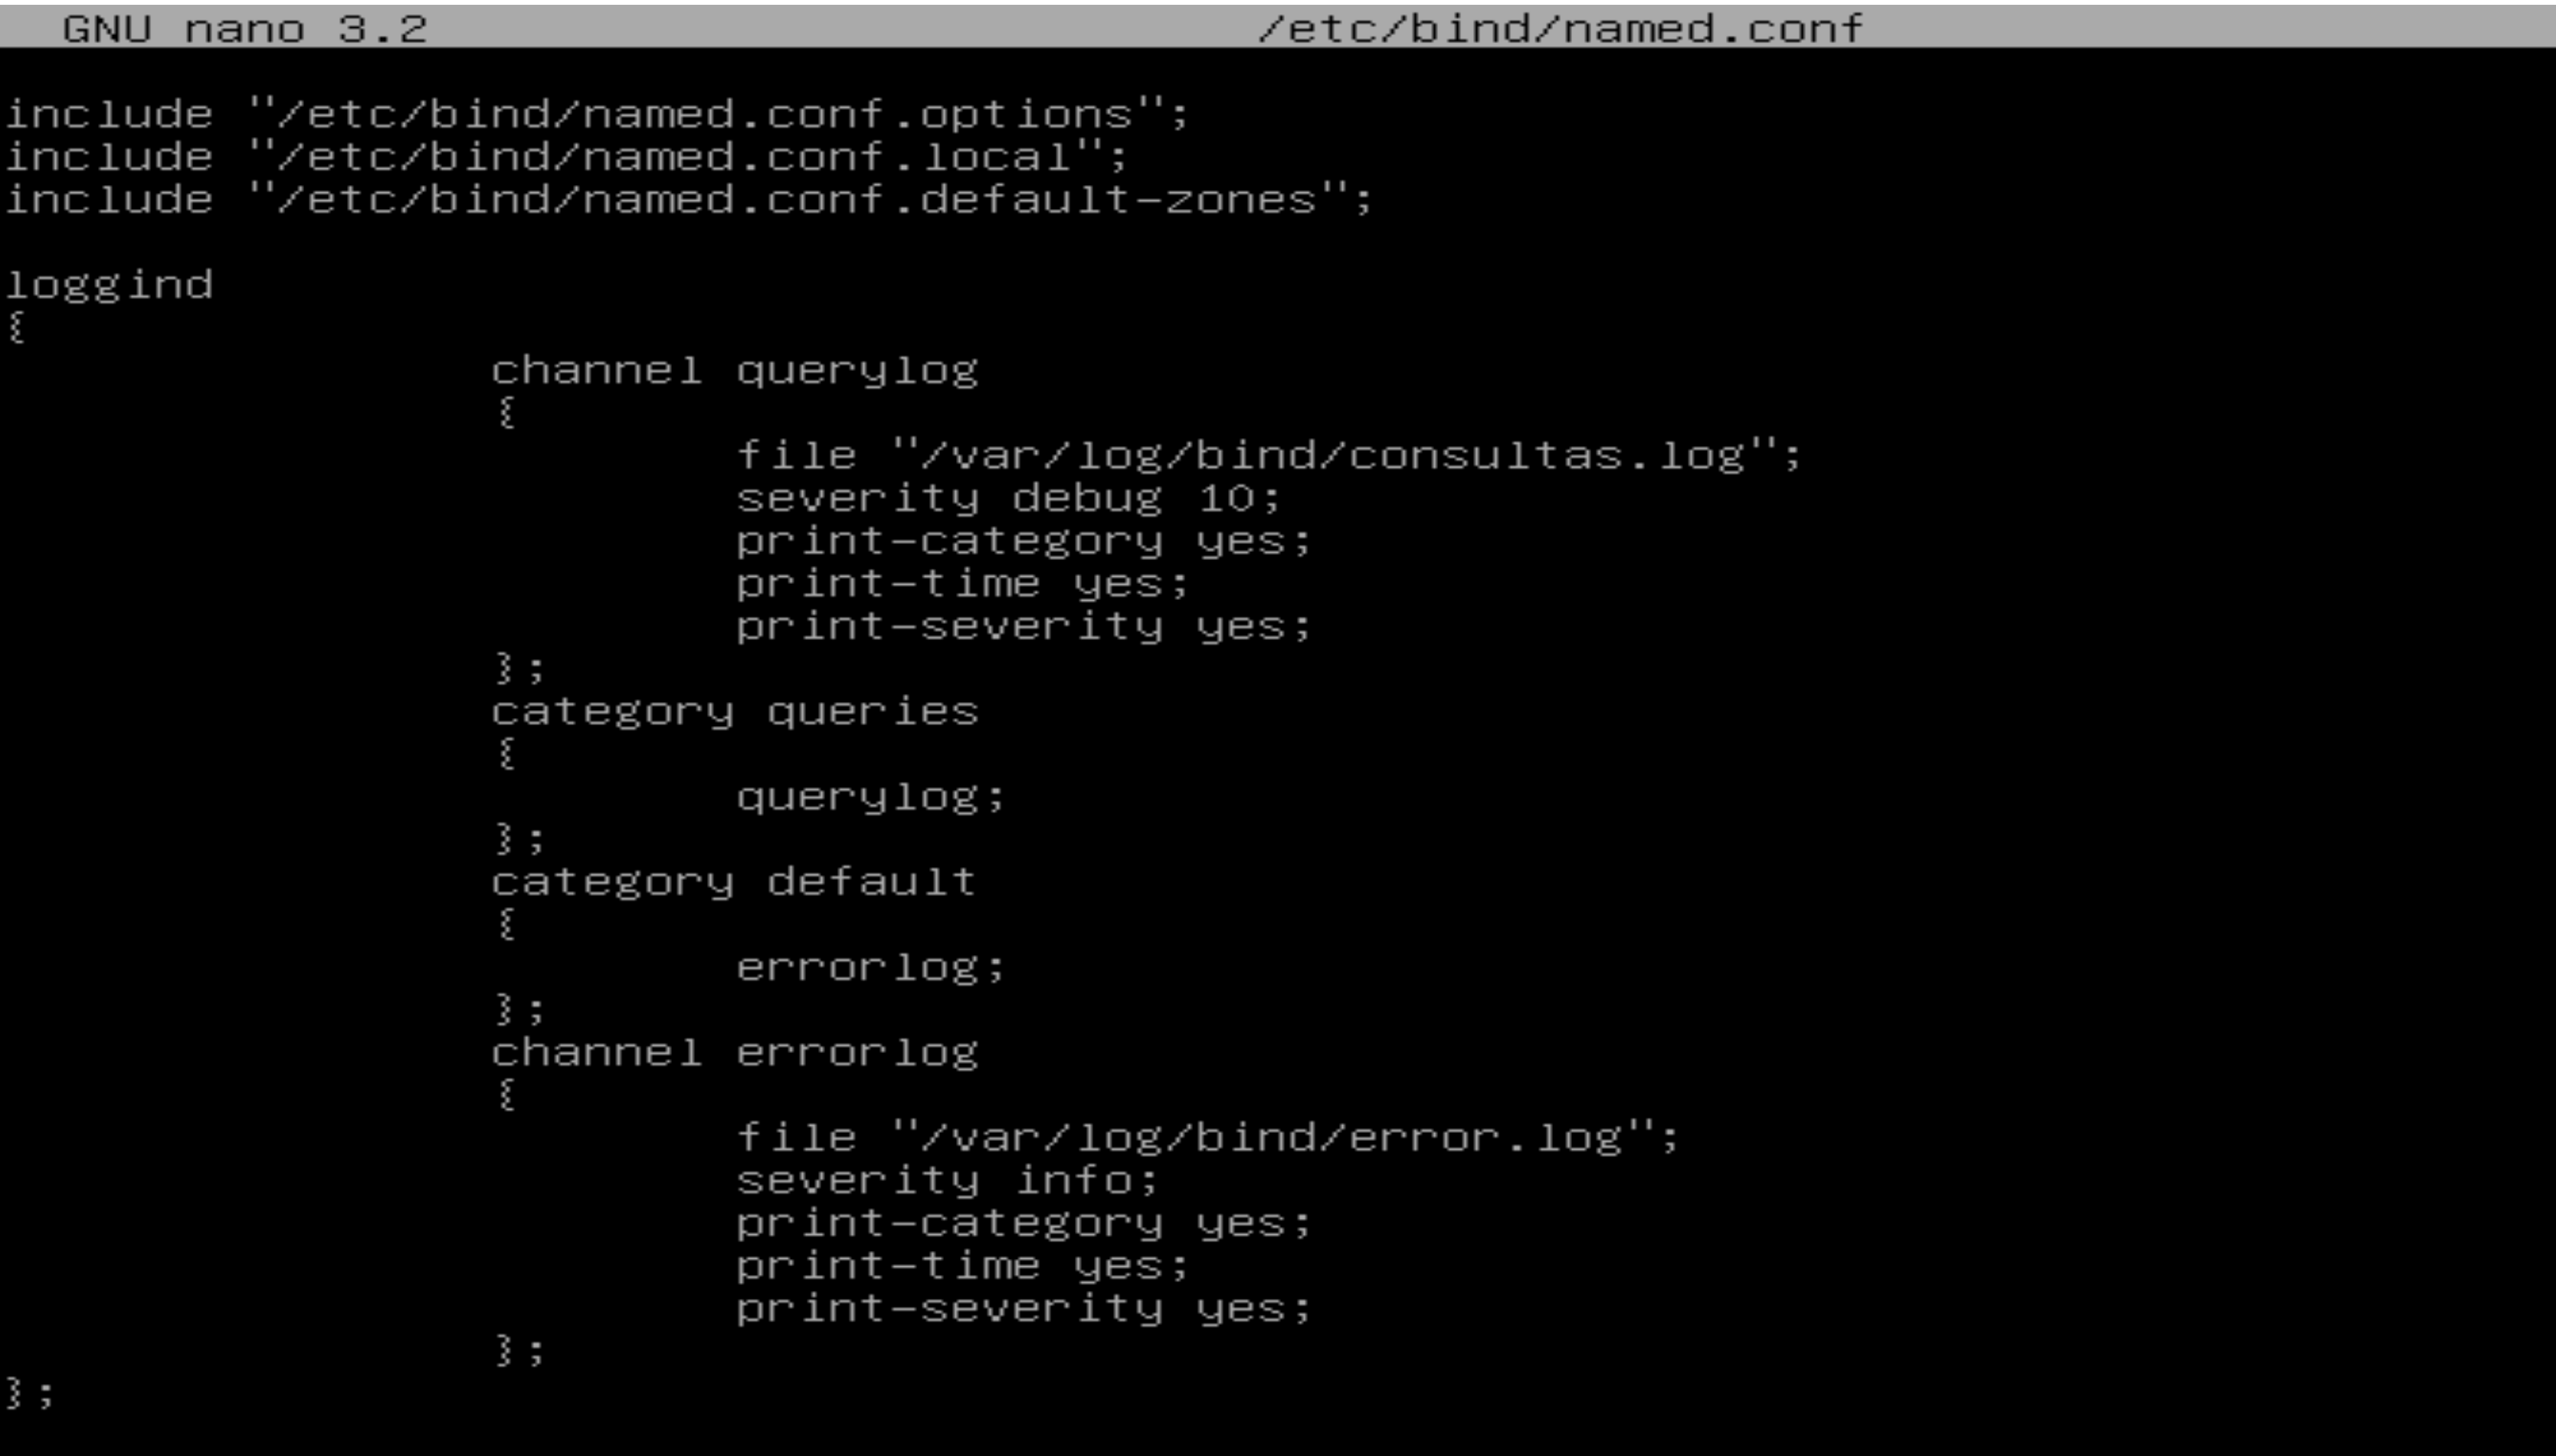 GNU nano 3.2 /etc/bind/named.conf
include "/etc/bind/named.conf.options";
include "/etc/bind/named.conf.local";
include "/etc/bind/named.conf.default-zones";
loggind
{
channel querylog
{
file "/var/log/bind/consultas.log";
severity debug 10;
print-category yes;
print-time yes;
print-severity yes;
};
category queries
{
querylog;
};
category default
{
errorlog;
};
channel errorlog
{
file "/var/log/bind/error.log";
severity info;
print-category yes;
print-time yes;
print-severity yes;
};
};